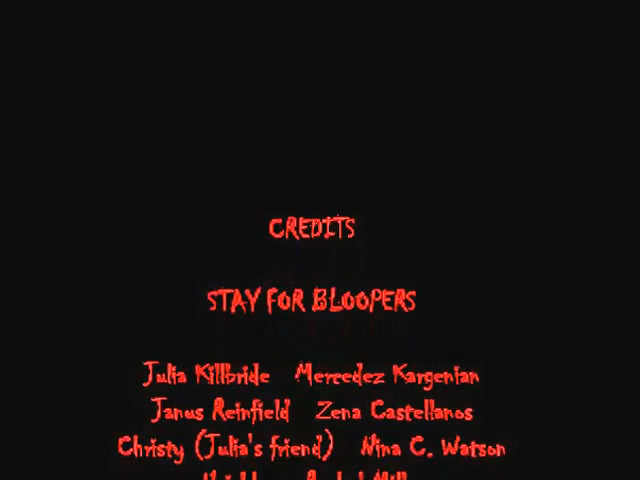 CREDITS
STAY FOR BLOOPERS
Julia Killbride Mercedez Kargenian
Janus Reinfield Zena Castellanos
Christy (Julia's friend) Nina C. Watson